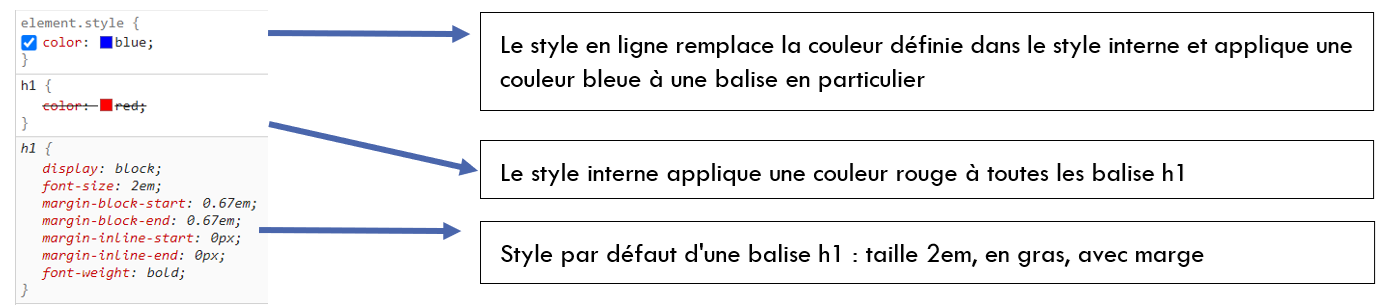 element.style {
color: blue;
}
h1 {
color: red;
}
h1 {
display: block;
font-size: 2em;
margin-block-start: 0.67em;
margin-block-end: 0.67em;
margin-inline-start: 0px;
margin-inline-end: 0px;
font-weight: bold;
}
Le style en ligne remplace la couleur définie dans le style interne et applique une
couleur bleue à une balise en particulier
Le style interne applique une couleur rouge à toutes les balise h1
Style par défaut d'une balise h1 : taille 2em, en gras, avec marge